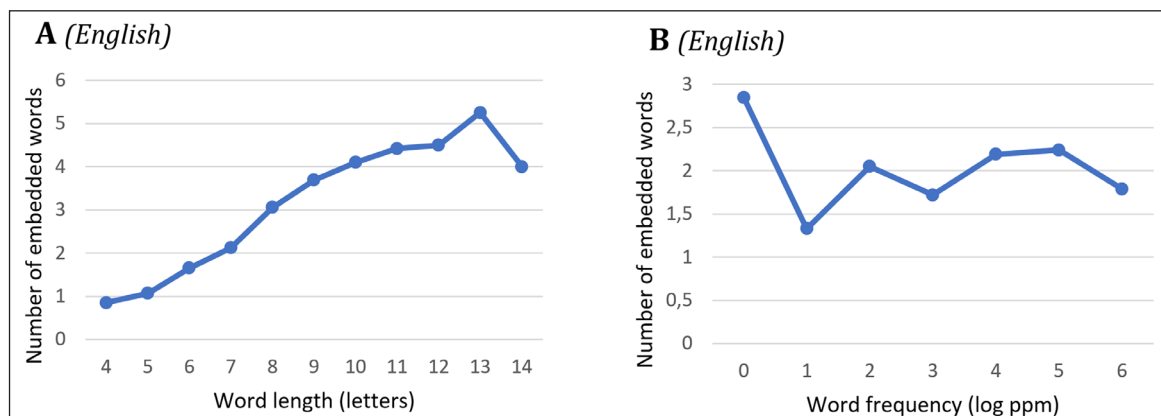 A (English)
Number of embedded words
6
5
4
3
2
1
0
4 5 6 7 8 9 10 11 12 13 14
Word length (letters)
B (English)
Number of embedded words
3
2,5
2
1,5
1
0,5
0
0 1 2 3 4 5 6
Word frequency (log ppm)